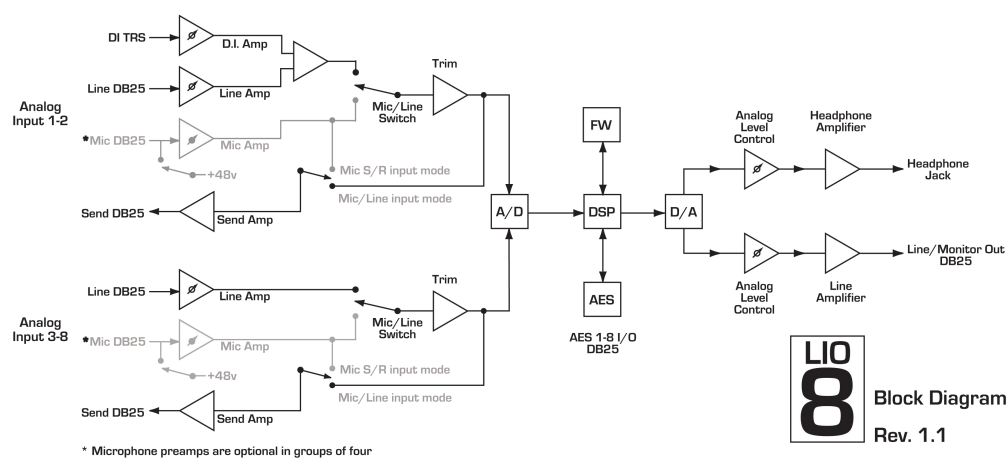 DI TRS
D.I. Amp
Line DB25
Line Amp
Analog
Input 1-2
*Mic DB25
Mic Amp
+48v
Send DB25
Send Amp
Mic/Line
Switch
Trim
Mic S/R input mode
Mic/Line input mode
Line DB25
Line Amp
Analog
Input 3-8
*Mic DB25
Mic Amp
+48v
Send DB25
Send Amp
Mic/Line
Switch
Trim
Mic S/R input mode
Mic/Line input mode
A/D
FW
DSP
AES
AES 1-8 I/O
DB25
D/A
Analog
Level
Control
Headphone
Amplifier
Headphone
Jack
Analog
Level
Control
Line
Amplifier
Line/Monitor Out
DB25
LIO
8
Block Diagram
Rev. 1.1
* Microphone preamps are optional in groups of four